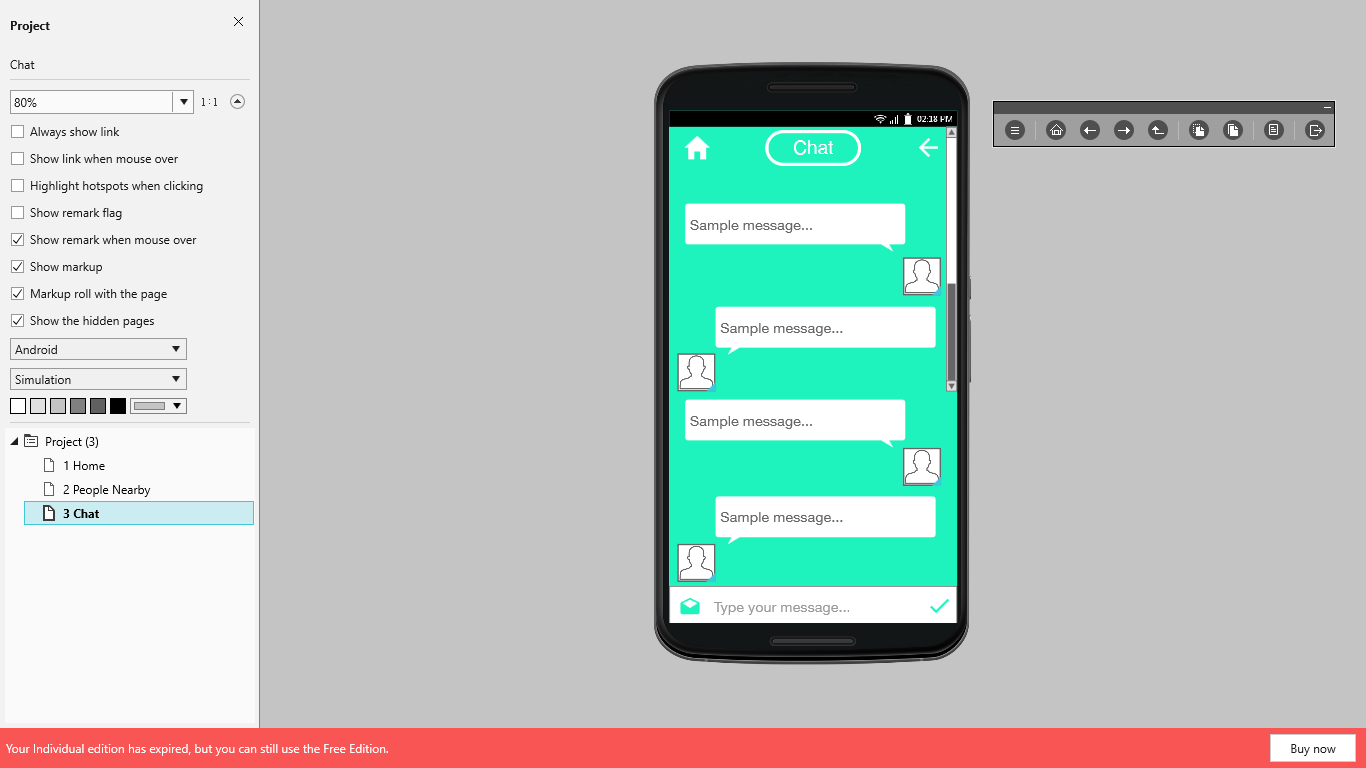 Project
Chat
80%
1:1
Always show link
Show link when mouse over
Highlight hotspots when clicking
Show remark flag
Show remark when mouse over
Show markup
Markup roll with the page
Show the hidden pages
Android
Simulation
Project (3)
1 Home
2 People Nearby
3 Chat
02:18 PM
Chat
Sample message...
Sample message...
Sample message...
Sample message...
Type your message...
Your Individual edition has expired, but you can still use the Free Edition.
Buy now